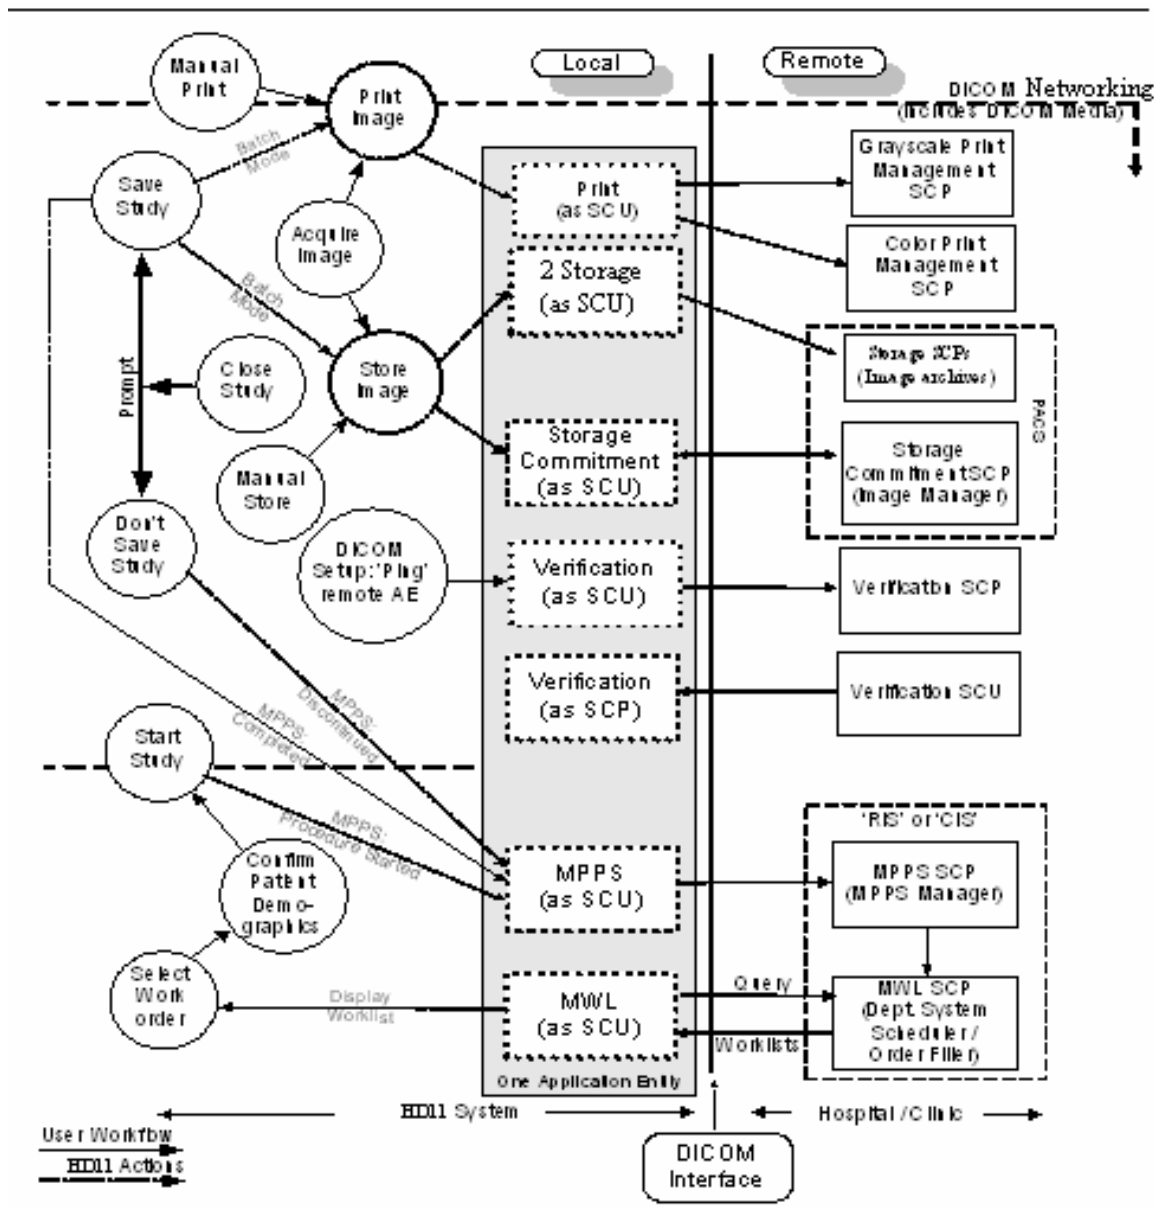 Local
Remote
DICOM Networking
(includes DICOM Media)
Manual
Print
Print
Image
Batch
Mode
Save
Study
Acquire
Image
Batch
Mode
Print
(as SCU)
Grayscale Print
Management
SCP
Color Print
Management
SCP
2 Storage
(as SCU)
Storage SCPs
(Image archives)
PACS
Prompt
Close
Study
Store
Image
Storage
Commitment
(as SCU)
Storage
Commitment SCP
(Image Manager)
Manual
Store
Don't
Save
Study
DICOM
Setup:'Ping'
remote AE
Verification
(as SCU)
Verification SCP
Verification
(as SCP)
Verification SCU
MPPS:
Discontinued
MPPS:
Completed
Start
Study
MPPS:
Procedure Started
Confirm
Patent
Demo-
graphics
MPPS
(as SCU)
'RIS' or 'CIS'
MPPS SCP
(MPPS Manager)
Select
Work
order
Display
Worklist
MWL
(as SCU)
Query
Worklists
MWL SCP
(Dept. System
Scheduler /
Order Filler)
One Application Entity
HD11 System
Hospital / Clinic
User Workflow
HD11 Actions
DICOM
Interface